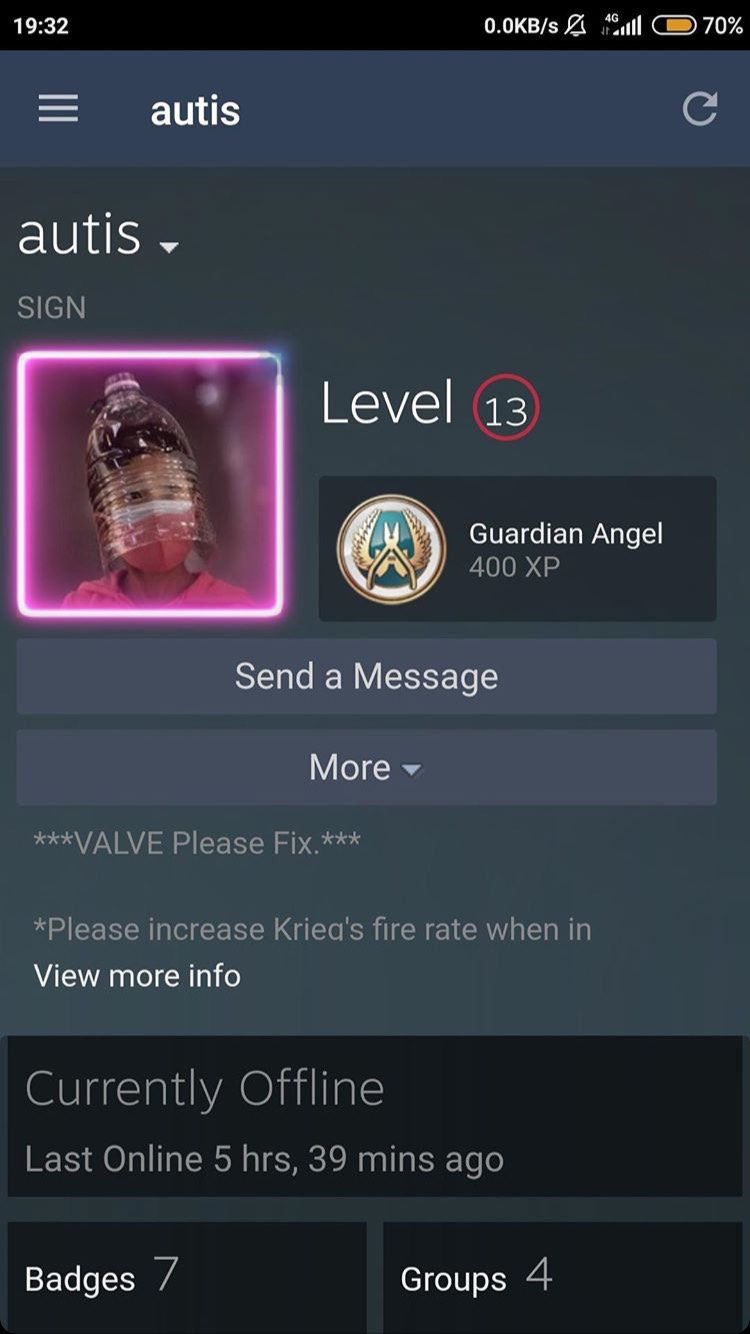 19:32 0.0KB/s 4G 70%
autis
autis
SIGN
Level 13
Guardian Angel
400 XP
Send a Message
More
***VALVE Please Fix.***
*Please increase Krieg's fire rate when in
View more info
Currently Offline
Last Online 5 hrs, 39 mins ago
Badges 7 Groups 4